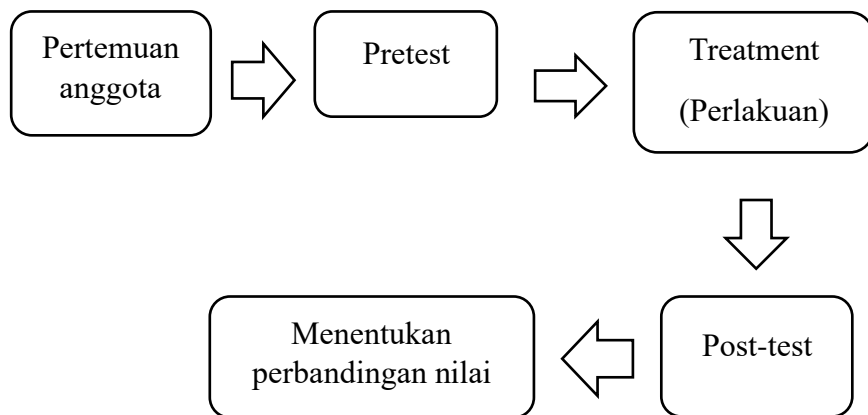 Pertemuan
anggota
Pretest
Treatment
(Perlakuan)
Post-test
Menentukan
perbandingan nilai